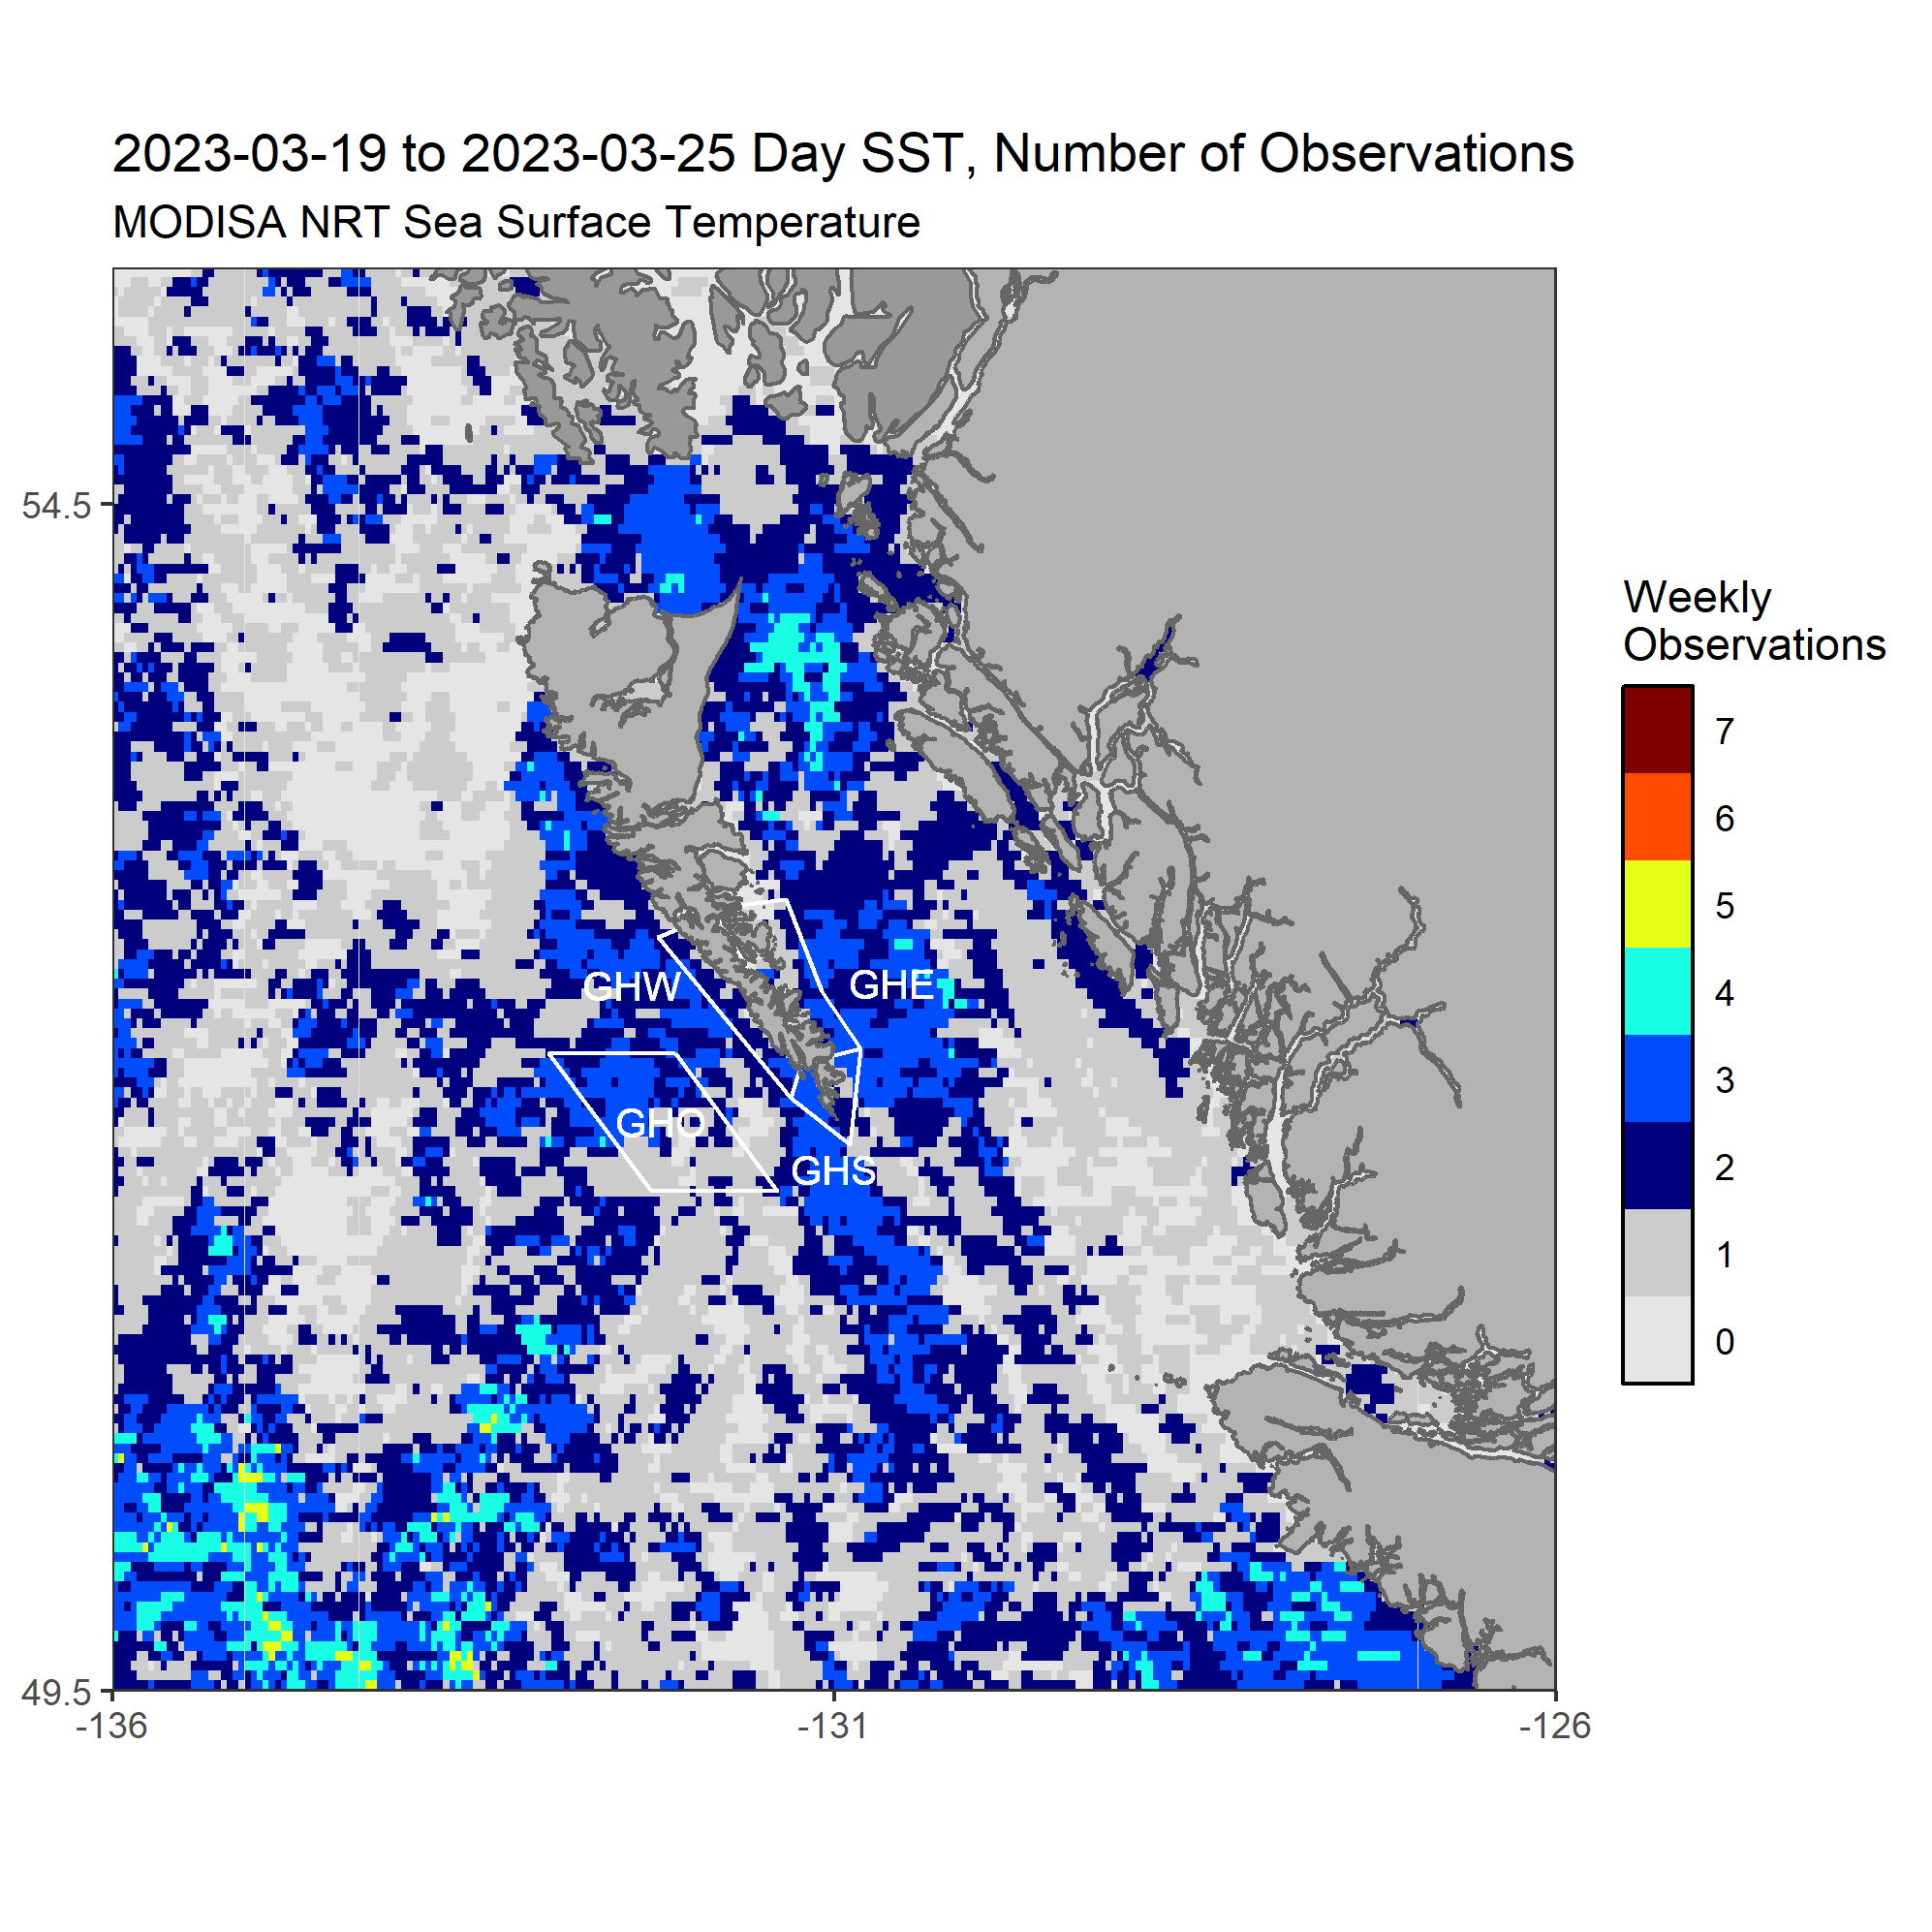 2023-03-19 to 2023-03-25 Day SST, Number of Observations
MODISA NRT Sea Surface Temperature
54.5
49.5
-136
-131
-126
GHW
GHE
GHO
GHS
Weekly
Observations
7
6
5
4
3
2
1
0